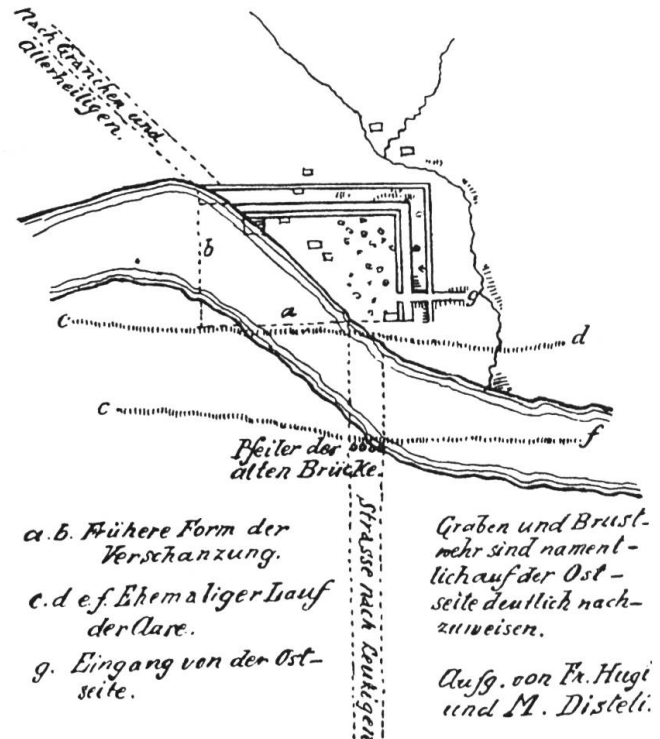 Nach Gränchen und
Allerheiligen.
b
a
g
c
d
c
f
Pfeiler der
alten Brücke.
Strasse nach Leuzigen
a. b. Frühere Form der
Verschanzung.
c. d e. f. Ehemaliger Lauf
der Aare.
g. Eingang von der Ost-
seite.
Graben und Brust-
wehr sind nament-
lich auf der Ost-
seite deutlich nach-
zuweisen.
Aufg. von Fr. Hugi
und M. Disteli.